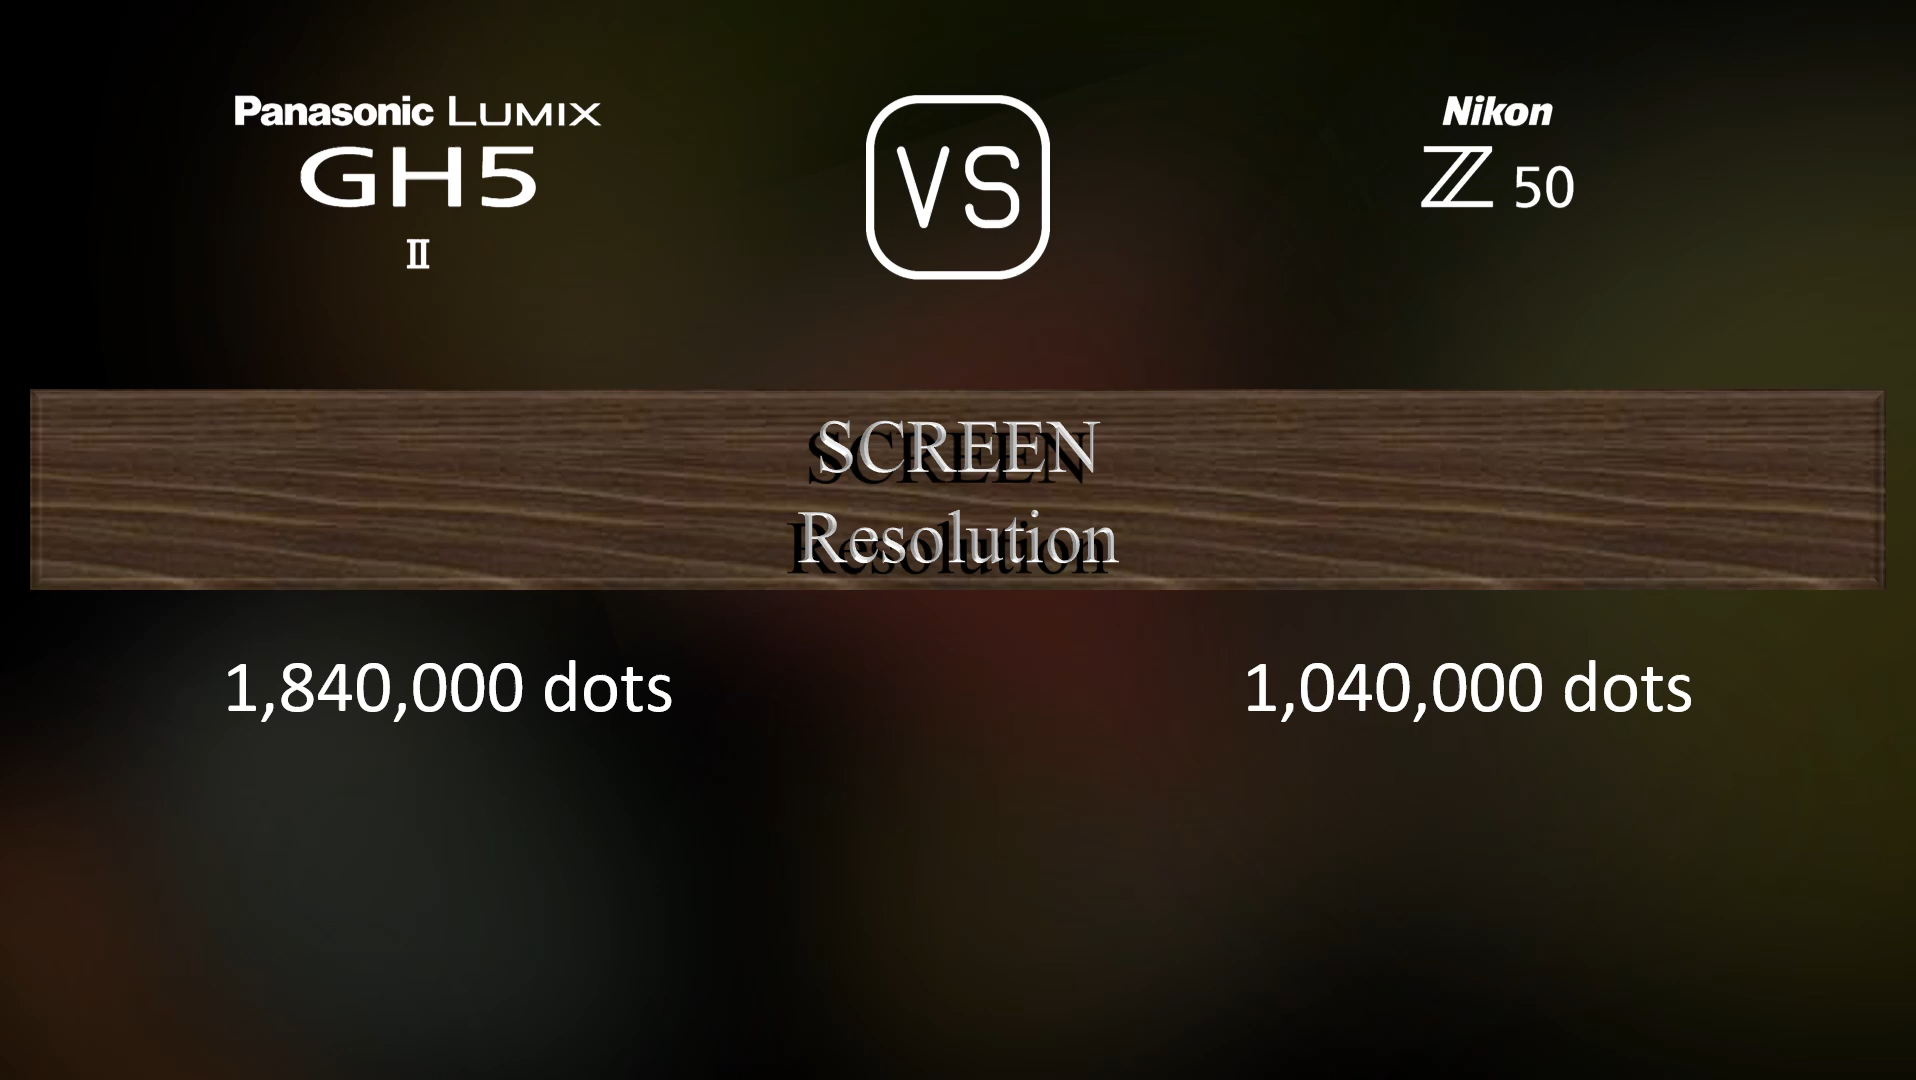 Panasonic LUMIX
GH5
II
VS
Nikon
Z 50
SCREEN
Resolution
1,840,000 dots
1,040,000 dots